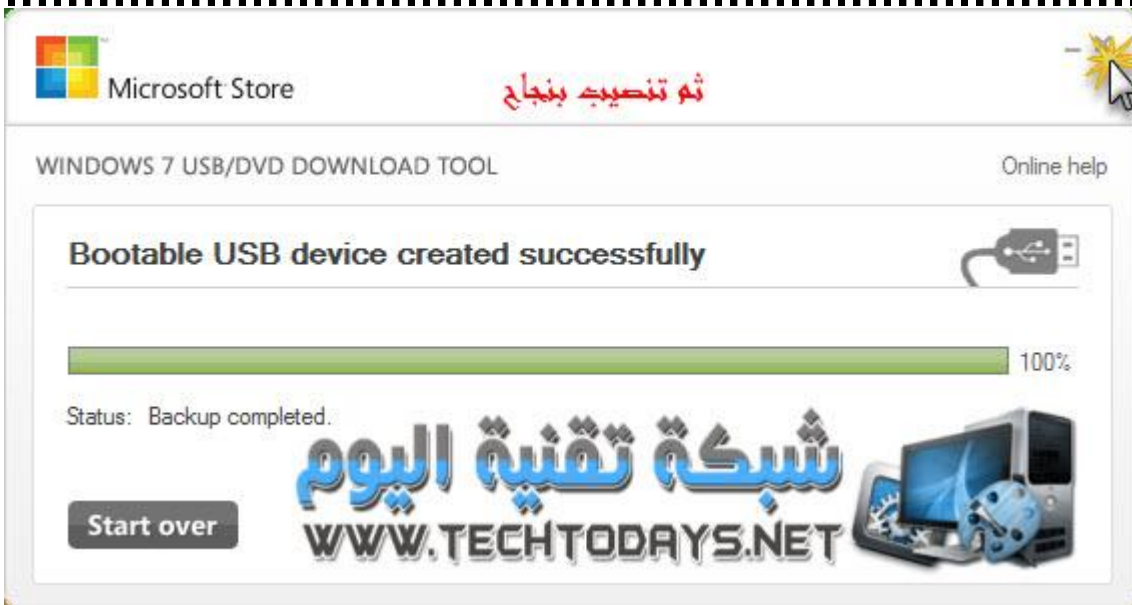 Microsoft Store
ثم تنصيب بنجاح
WINDOWS 7 USB/DVD DOWNLOAD TOOL
Online help
Bootable USB device created successfully
100%
Status: Backup completed.
شبكة تقنية اليوم
WWW.TECHTODAYS.NET
Start over